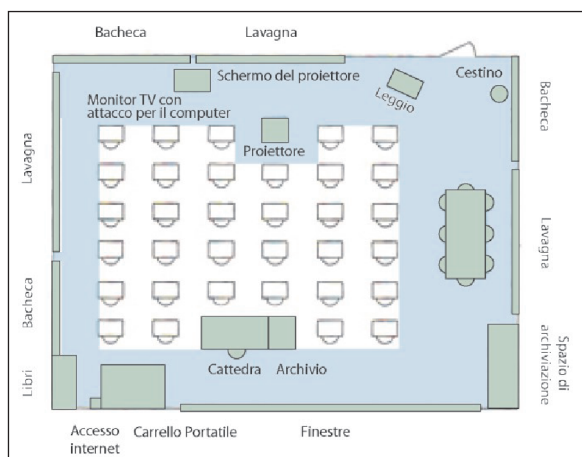 Bacheca
Lavagna
Schermo del proiettore
Cestino
Leggio
Monitor TV con
attacco per il computer
Proiettore
Lavagna
Bacheca
Libri
Bacheca
Lavagna
Spazio di
archiviazione
Cattedra
Archivio
Accesso
internet
Carrello Portatile
Finestre